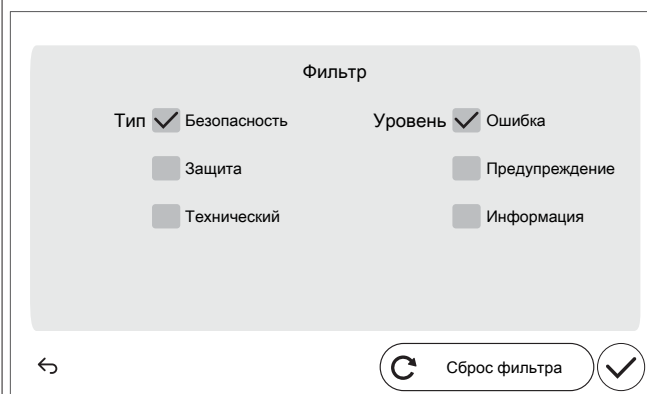 Фильтр
Тип Безопасность Уровень Ошибка
Защита Предупреждение
Технический Информация
Сброс фильтра